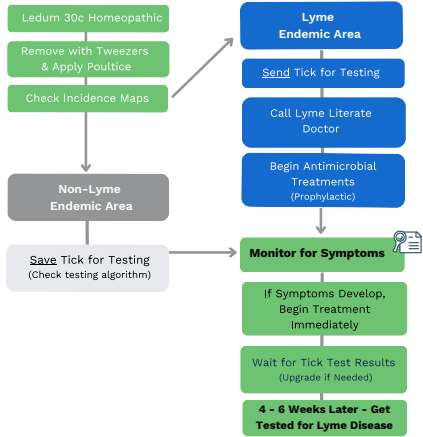 Ledum 30c Homeopathic
Remove with Tweezers
& Apply Poultice
Check Incidence Maps
Non-Lyme
Endemic Area
Save Tick for Testing
(Check testing algorithm)
Lyme
Endemic Area
Send Tick for Testing
Call Lyme Literate
Doctor
Begin Antimicrobial
Treatments
(Prophylactic)
Monitor for Symptoms
If Symptoms Develop,
Begin Treatment
Immediately
Wait for Tick Test Results
(Upgrade if Needed)
4 - 6 Weeks Later - Get
Tested for Lyme Disease